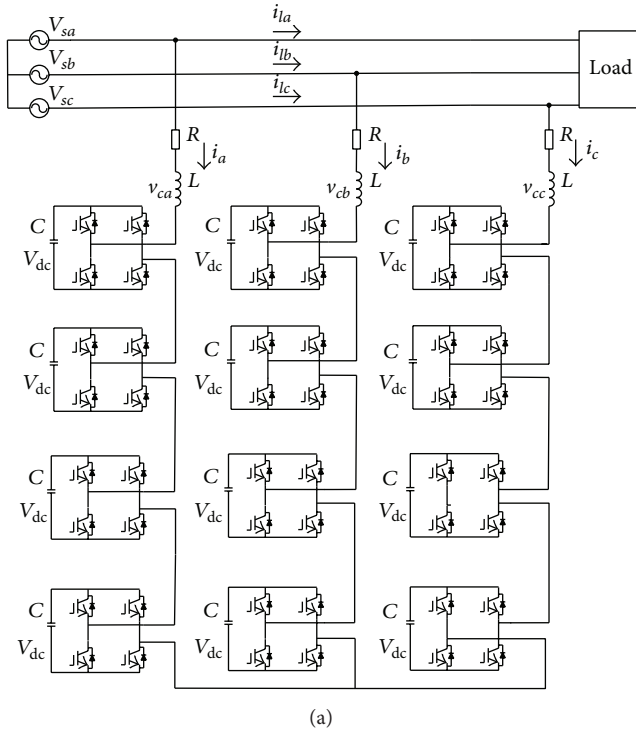 V_sa
i_la
V_sb
i_lb
Load
V_sc
i_lc
R
i_a
R
i_b
R
i_c
v_ca
L
v_cb
L
v_cc
L
C
V_dc
C
V_dc
C
V_dc
C
V_dc
C
V_dc
C
V_dc
C
V_dc
C
V_dc
C
V_dc
C
V_dc
C
V_dc
C
V_dc
(a)